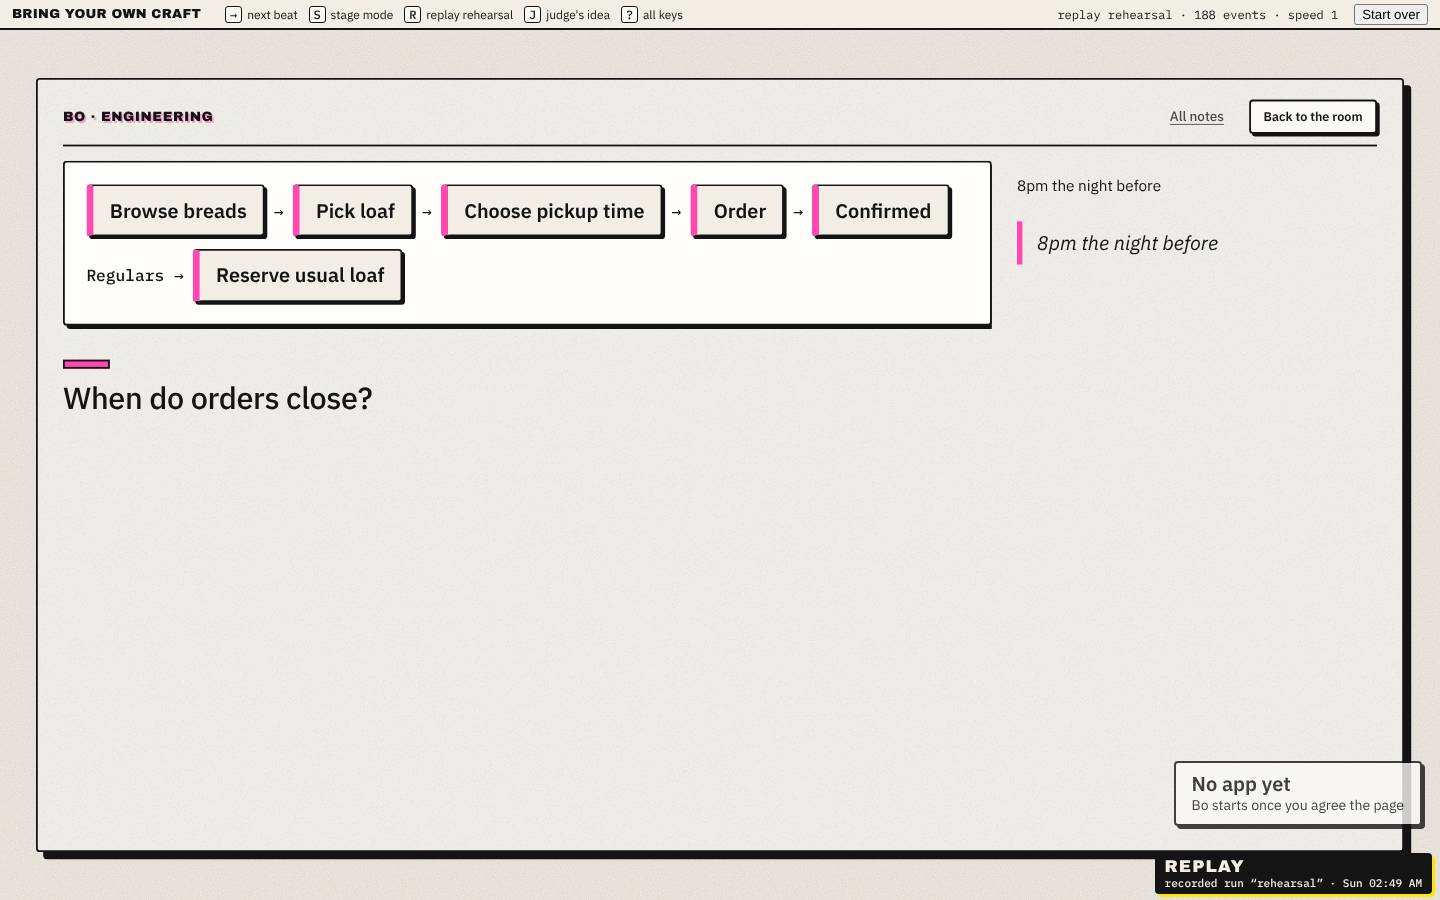 BRING YOUR OWN CRAFT → next beat S stage mode R replay rehearsal J judge's idea ? all keys replay rehearsal · 188 events · speed 1 Start over
BO · ENGINEERING All notes Back to the room
Browse breads → Pick loaf → Choose pickup time → Order → Confirmed
Regulars → Reserve usual loaf
8pm the night before
8pm the night before
When do orders close?
No app yet
Bo starts once you agree the page
REPLAY
recorded run “rehearsal” · Sun 02:49 AM